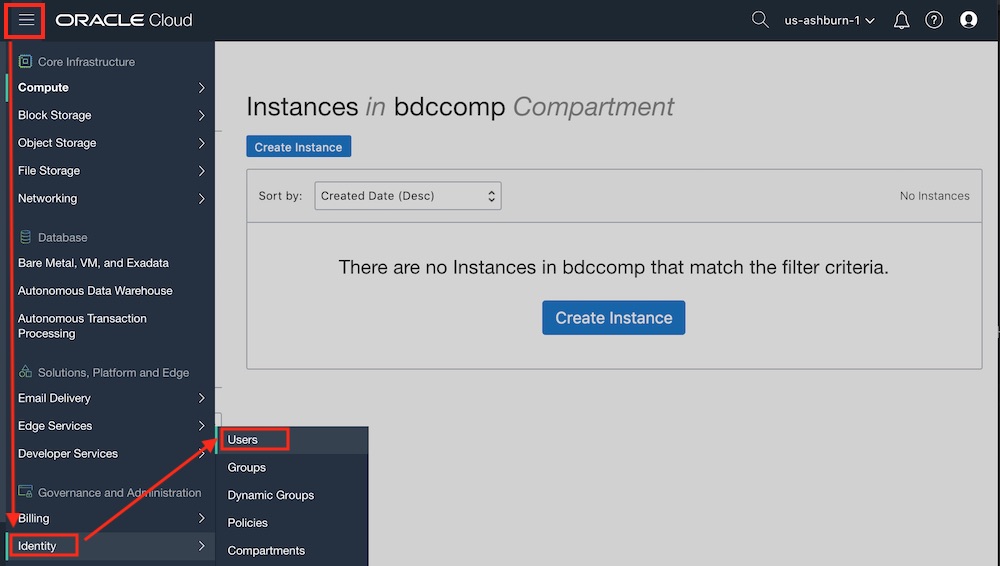 ORACLE Cloud
us-ashburn-1
Core Infrastructure
Compute
Block Storage
Object Storage
File Storage
Networking
Database
Bare Metal, VM, and Exadata
Autonomous Data Warehouse
Autonomous Transaction
Processing
Solutions, Platform and Edge
Email Delivery
Edge Services
Developer Services
Governance and Administration
Billing
Identity
Users
Groups
Dynamic Groups
Policies
Compartments
Instances in bdccomp Compartment
Create Instance
Sort by: Created Date (Desc)
No Instances
There are no Instances in bdccomp that match the filter criteria.
Create Instance